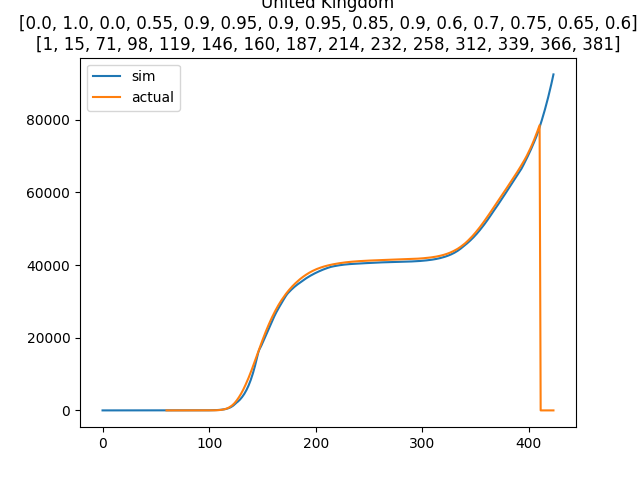 United Kingdom
[0.0, 1.0, 0.0, 0.55, 0.9, 0.95, 0.9, 0.95, 0.85, 0.9, 0.6, 0.7, 0.75, 0.65, 0.6]
[1, 15, 71, 98, 119, 146, 160, 187, 214, 232, 258, 312, 339, 366, 381]
sim
actual
80000
60000
40000
20000
0
0 100 200 300 400